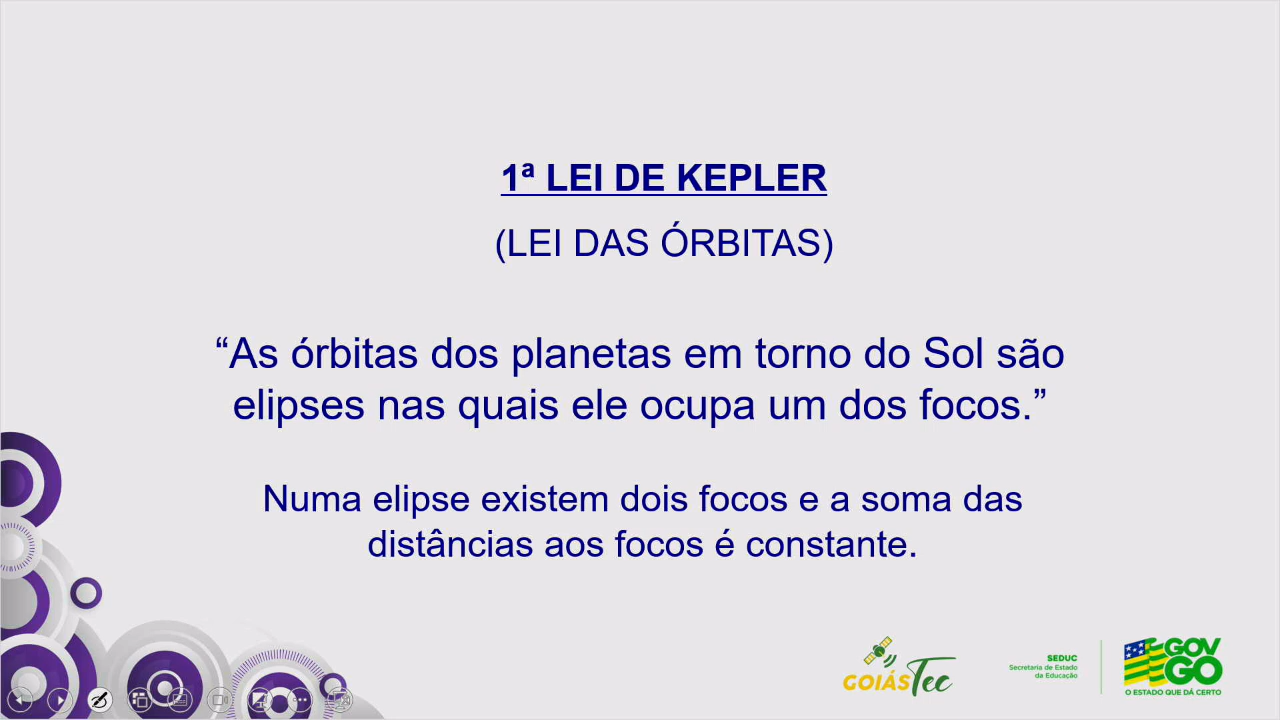 1ª LEI DE KEPLER
(LEI DAS ÓRBITAS)
“As órbitas dos planetas em torno do Sol são
elipses nas quais ele ocupa um dos focos.”
Numa elipse existem dois focos e a soma das
distâncias aos focos é constante.
GOIÁS Tec
SEDUC
Secretaria de Estado
da Educação
GOV
GO
O ESTADO QUE DÁ CERTO